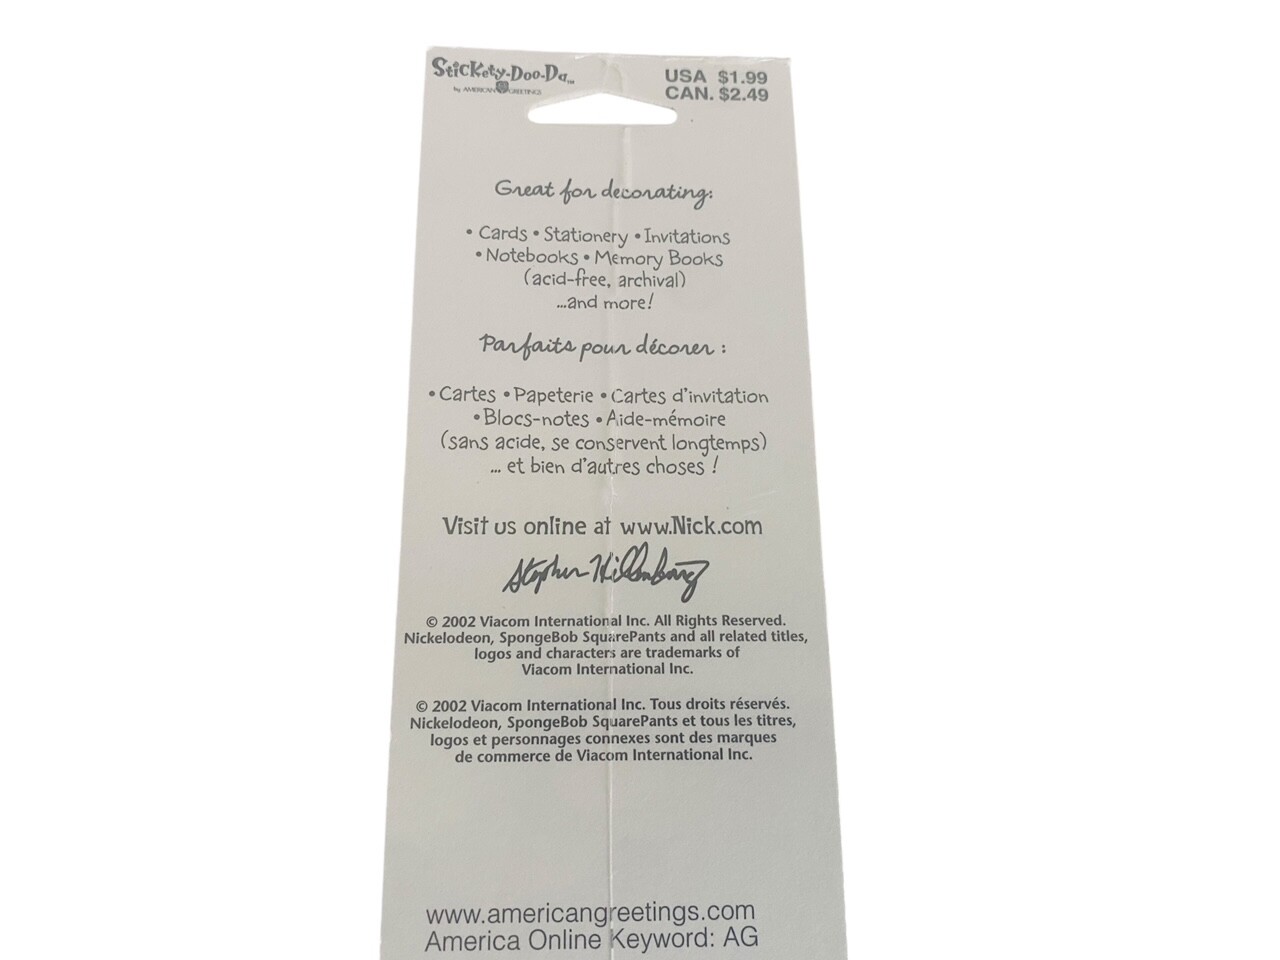 Stickety-Doo-Da...
by AMERICAN GREETINGS
USA $1.99
CAN. $2.49
Great for decorating:
• Cards • Stationery • Invitations
• Notebooks • Memory Books
(acid-free, archival)
...and more!
Parfaits pour décorer :
• Cartes • Papeterie • Cartes d'invitation
• Blocs-notes • Aide-mémoire
(sans acide, se conservent longtemps)
... et bien d'autres choses !
Visit us online at www.Nick.com
Stephen Hillenburg
© 2002 Viacom International Inc. All Rights Reserved.
Nickelodeon, SpongeBob SquarePants and all related titles,
logos and characters are trademarks of
Viacom International Inc.
© 2002 Viacom International Inc. Tous droits réservés.
Nickelodeon, SpongeBob SquarePants et tous les titres,
logos et personnages connexes sont des marques
de commerce de Viacom International Inc.
www.americangreetings.com
America Online Keyword: AG